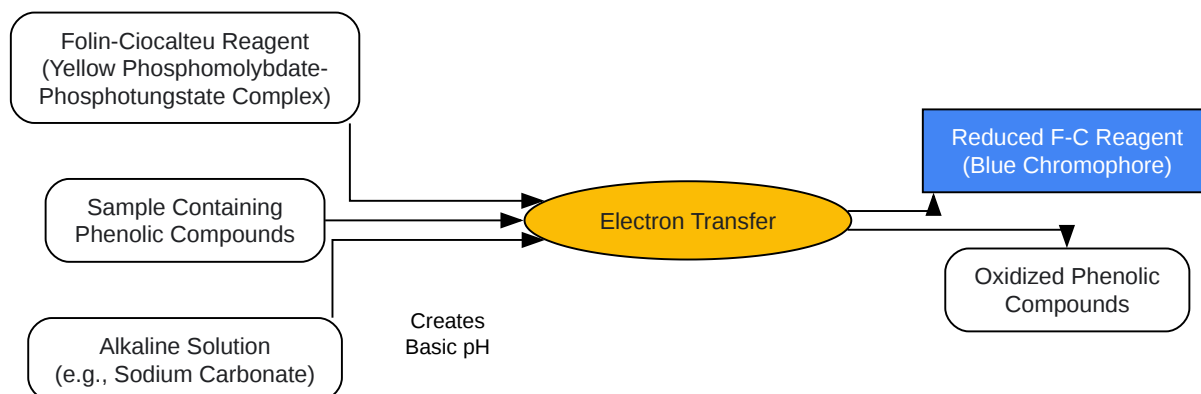 Folin-Ciocalteu Reagent
(Yellow Phosphomolybdate-
Phosphotungstate Complex)
Sample Containing
Phenolic Compounds
Alkaline Solution
(e.g., Sodium Carbonate)
Creates
Basic pH
Electron Transfer
Reduced F-C Reagent
(Blue Chromophore)
Oxidized Phenolic
Compounds